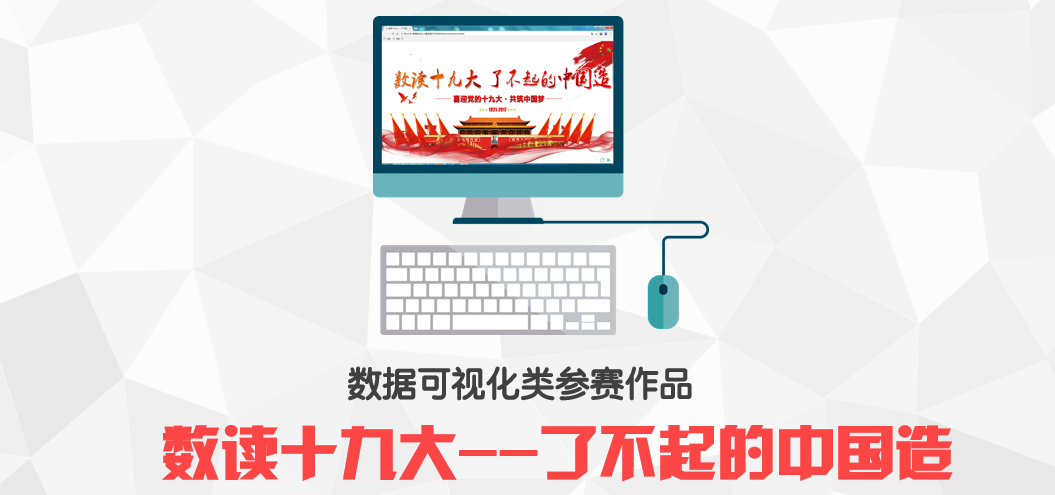 数读十九大 了不起的中国造
喜迎党的十九大·共筑中国梦
1921-2017
数据可视化类参赛作品
数读十九大--了不起的中国造